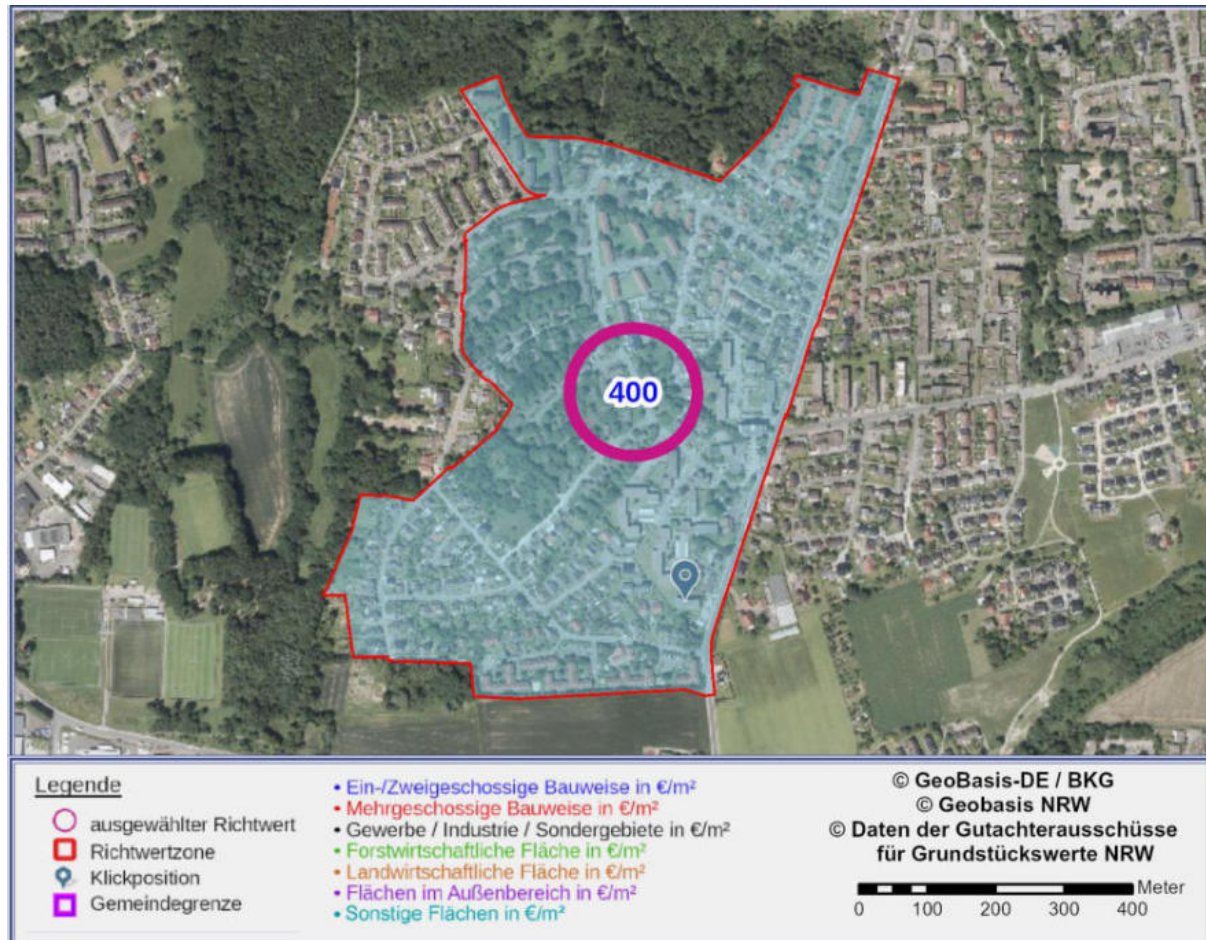 400
Legende
ausgewählter Richtwert
Richtwertzone
Klickposition
Gemeindegrenze
• Ein-/Zweigeschossige Bauweise in €/m²
• Mehrgeschossige Bauweise in €/m²
• Gewerbe / Industrie / Sondergebiete in €/m²
• Forstwirtschaftliche Fläche in €/m²
• Landwirtschaftliche Fläche in €/m²
• Flächen im Außenbereich in €/m²
• Sonstige Flächen in €/m²
© GeoBasis-DE / BKG
© Geobasis NRW
© Daten der Gutachterausschüsse
für Grundstückswerte NRW
Meter
0 100 200 300 400